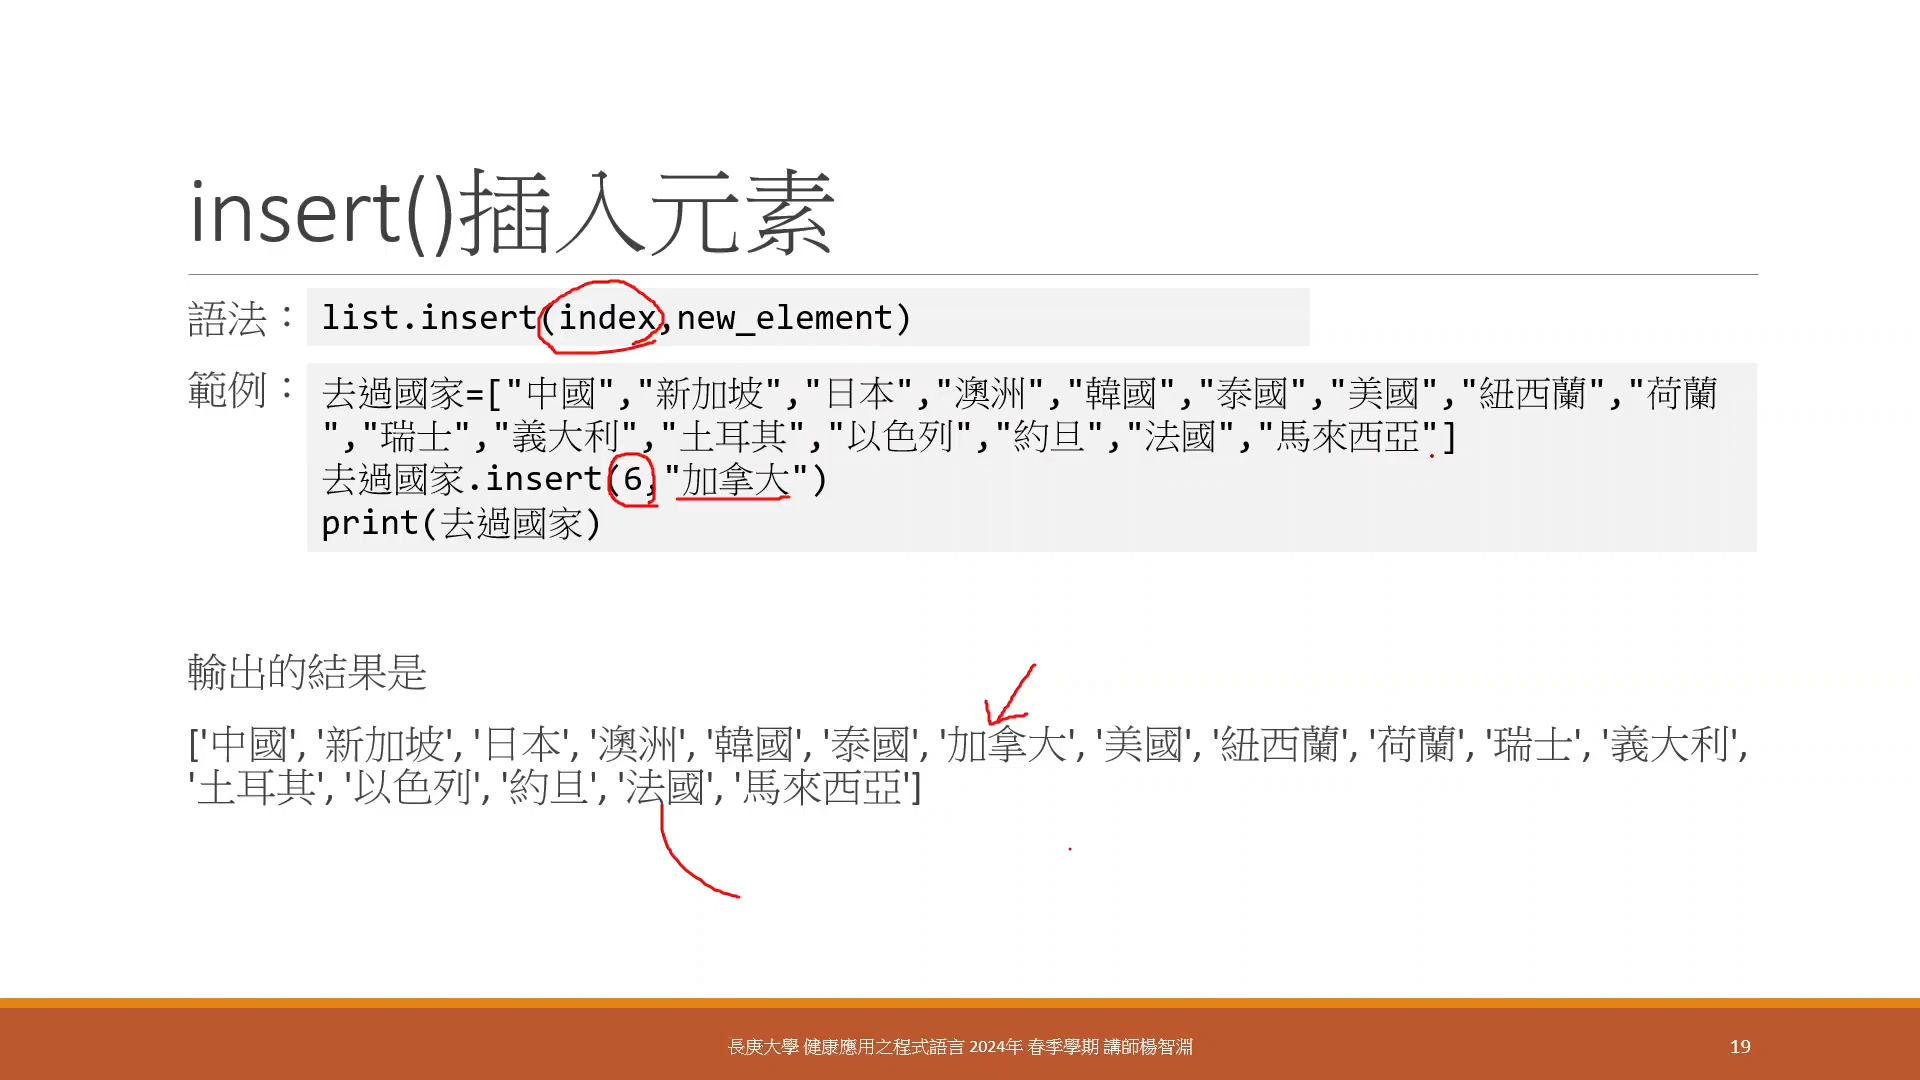 insert()插入元素
語法：
list.insert(index,new_element)
範例：
去過國家=["中國","新加坡","日本","澳洲","韓國","泰國","美國","紐西蘭","荷蘭
","瑞士","義大利","土耳其","以色列","約旦","法國","馬來西亞"]
去過國家.insert(6,"加拿大")
print(去過國家)
輸出的結果是
['中國', '新加坡', '日本', '澳洲', '韓國', '泰國', '加拿大', '美國', '紐西蘭', '荷蘭', '瑞士', '義大利',
'土耳其', '以色列', '約旦', '法國', '馬來西亞']
長庚大學 健康應用之程式語言 2024年 春季學期 講師楊智淵
19